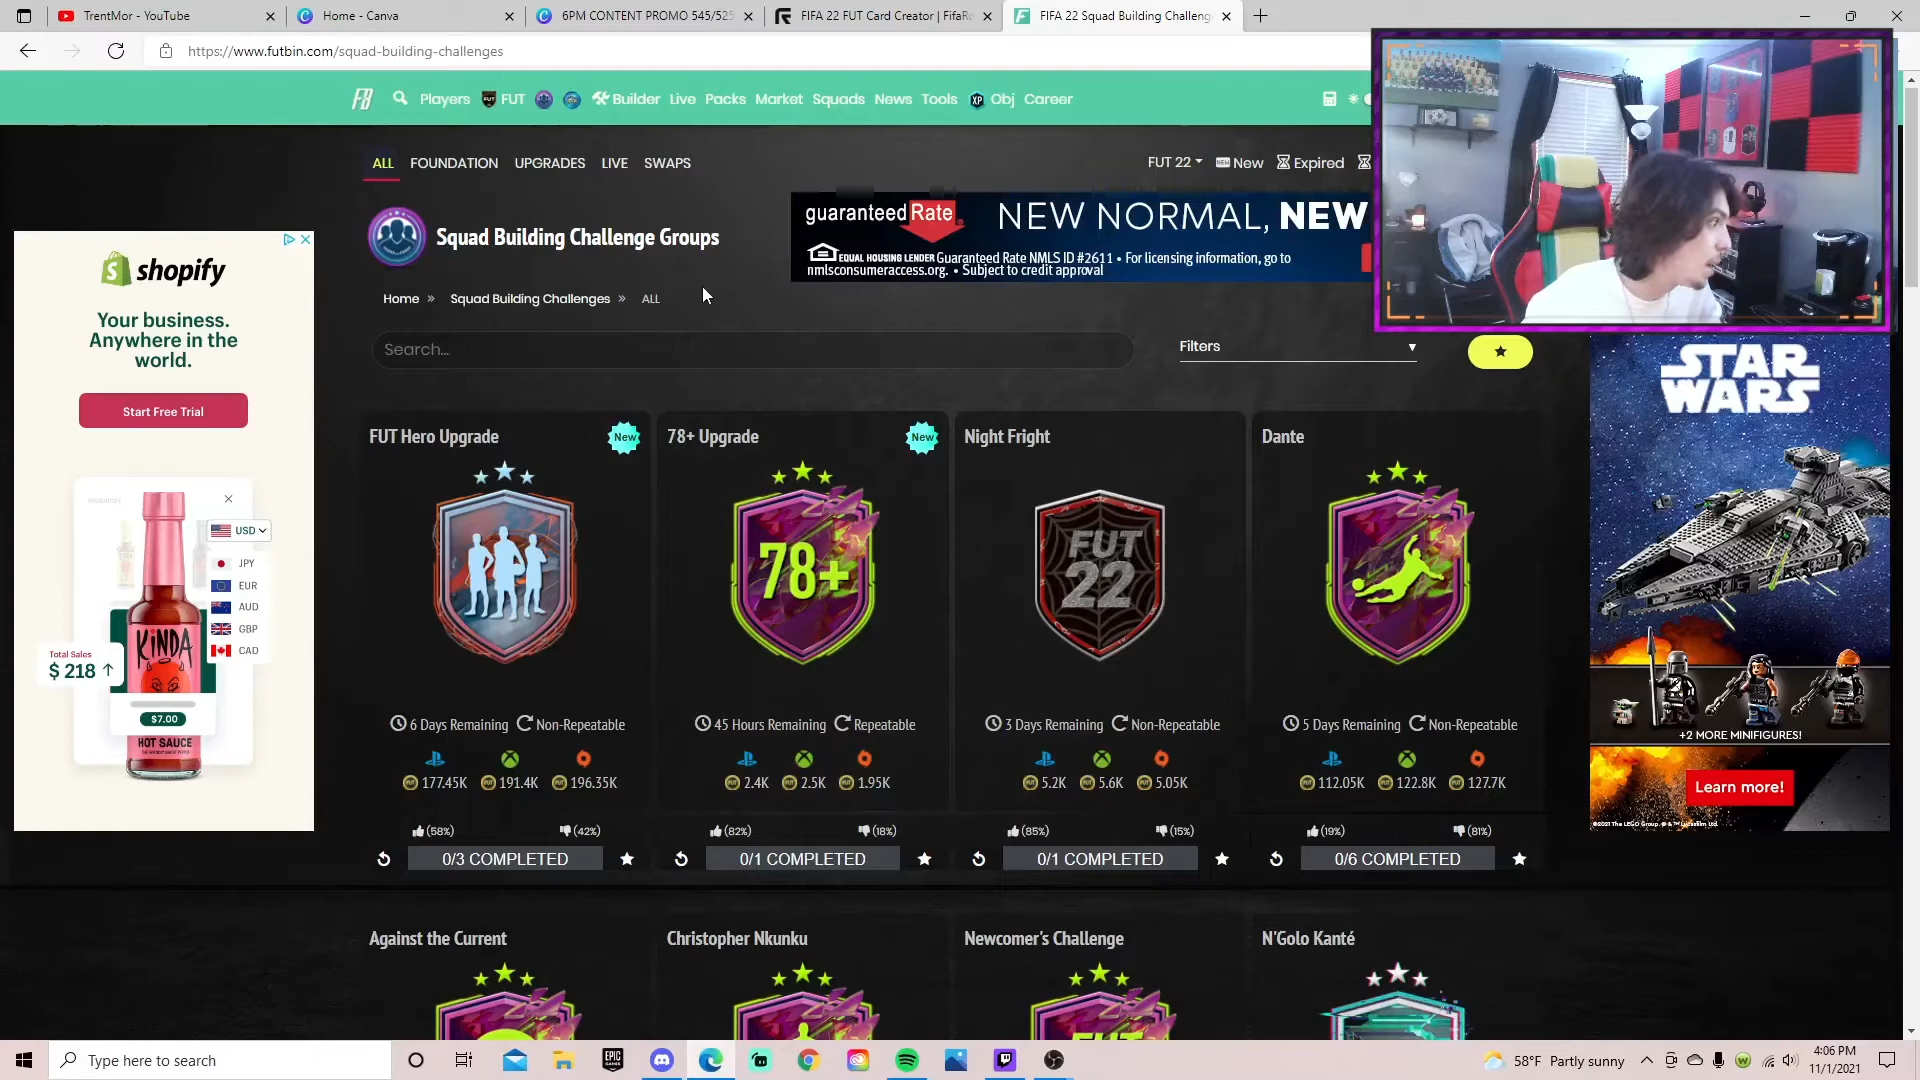 TrentMor - YouTube
Home - Canva
6PM CONTENT PROMO 545/525
FIFA 22 FUT Card Creator | FifaRo
FIFA 22 Squad Building Challeng
https://www.futbin.com/squad-building-challenges
FB Players FUT Builder Live Packs Market Squads News Tools XP Obj Career
ALL FOUNDATION UPGRADES LIVE SWAPS
FUT 22 NEW New Expired
guaranteed Rate NEW NORMAL, NEW
EQUAL HOUSING LENDER Guaranteed Rate NMLS ID #2611 • For licensing information, go to
nmlsconsumeraccess.org. • Subject to credit approval
Squad Building Challenge Groups
Home » Squad Building Challenges » ALL
Search...
Filters
shopify
Your business.
Anywhere in the
world.
Start Free Trial
USD
JPY
EUR
AUD
GBP
CAD
Total Sales
$ 218 ↑
KINDA
$7.00
HOT SAUCE
STAR
WARS
+2 MORE MINIFIGURES!
Learn more!
FUT Hero Upgrade New
78+ Upgrade New
Night Fright
Dante
78+
FUT
22
6 Days Remaining Non-Repeatable
45 Hours Remaining Repeatable
3 Days Remaining Non-Repeatable
5 Days Remaining Non-Repeatable
177.45K 191.4K 196.35K
2.4K 2.5K 1.95K
5.2K 5.6K 5.05K
112.05K 122.8K 127.7K
(58%) (42%)
(82%) (18%)
(85%) (15%)
(19%) (81%)
0/3 COMPLETED
0/1 COMPLETED
0/1 COMPLETED
0/6 COMPLETED
Against the Current
Christopher Nkunku
Newcomer's Challenge
N'Golo Kanté
Type here to search
EPIC GAMES
58°F Partly sunny
4:06 PM
11/1/2021